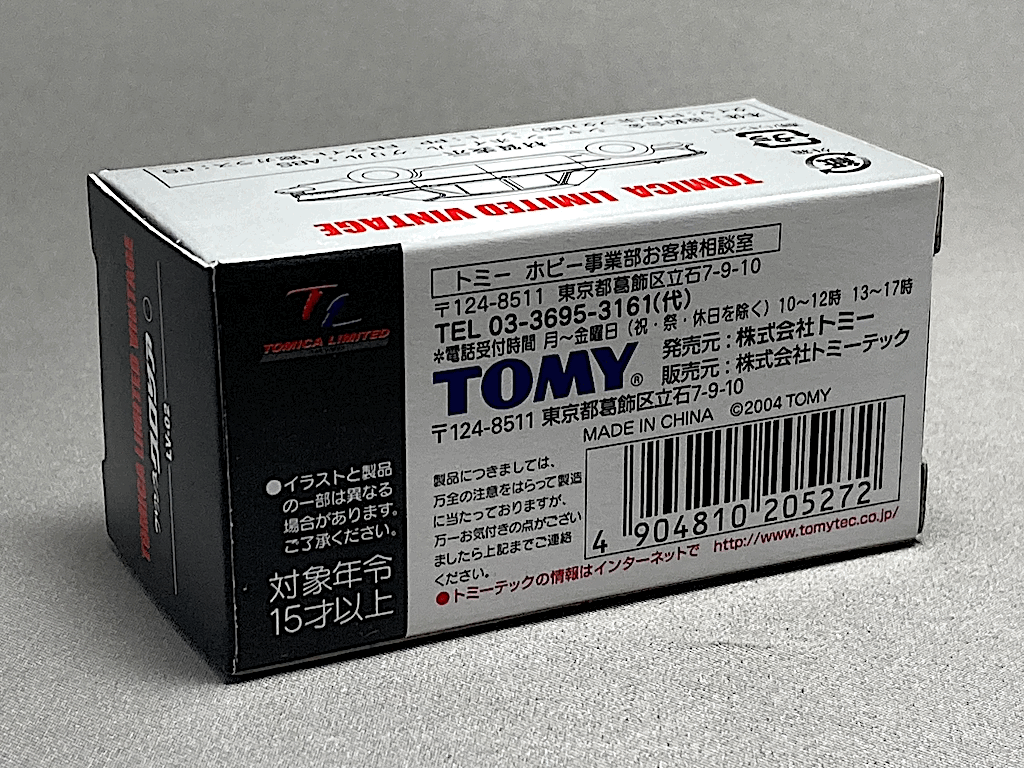 TOMICA LIMITED VINTAGE
TOMICA LIMITED
●イラストと製品
の一部は異なる
場合があります。
ご了承ください。
対象年令
15才以上
トミー ホビー事業部お客様相談室
〒124-8511 東京都葛飾区立石7-9-10
TEL 03-3695-3161(代)
*電話受付時間 月~金曜日(祝・祭・休日を除く) 10~12時 13~17時
TOMY® 発売元:株式会社トミー
販売元:株式会社トミーテック
〒124-8511 東京都葛飾区立石7-9-10
MADE IN CHINA ©2004 TOMY
製品につきましては、
万全の注意をはらって製造
に当たっておりますが、
万一お気付きの点がござい
ましたら上記までご連絡
ください。
4 904810 205272
●トミーテックの情報はインターネットで http://www.tomytec.co.jp/
TOMICA LIMITED VINTAGE